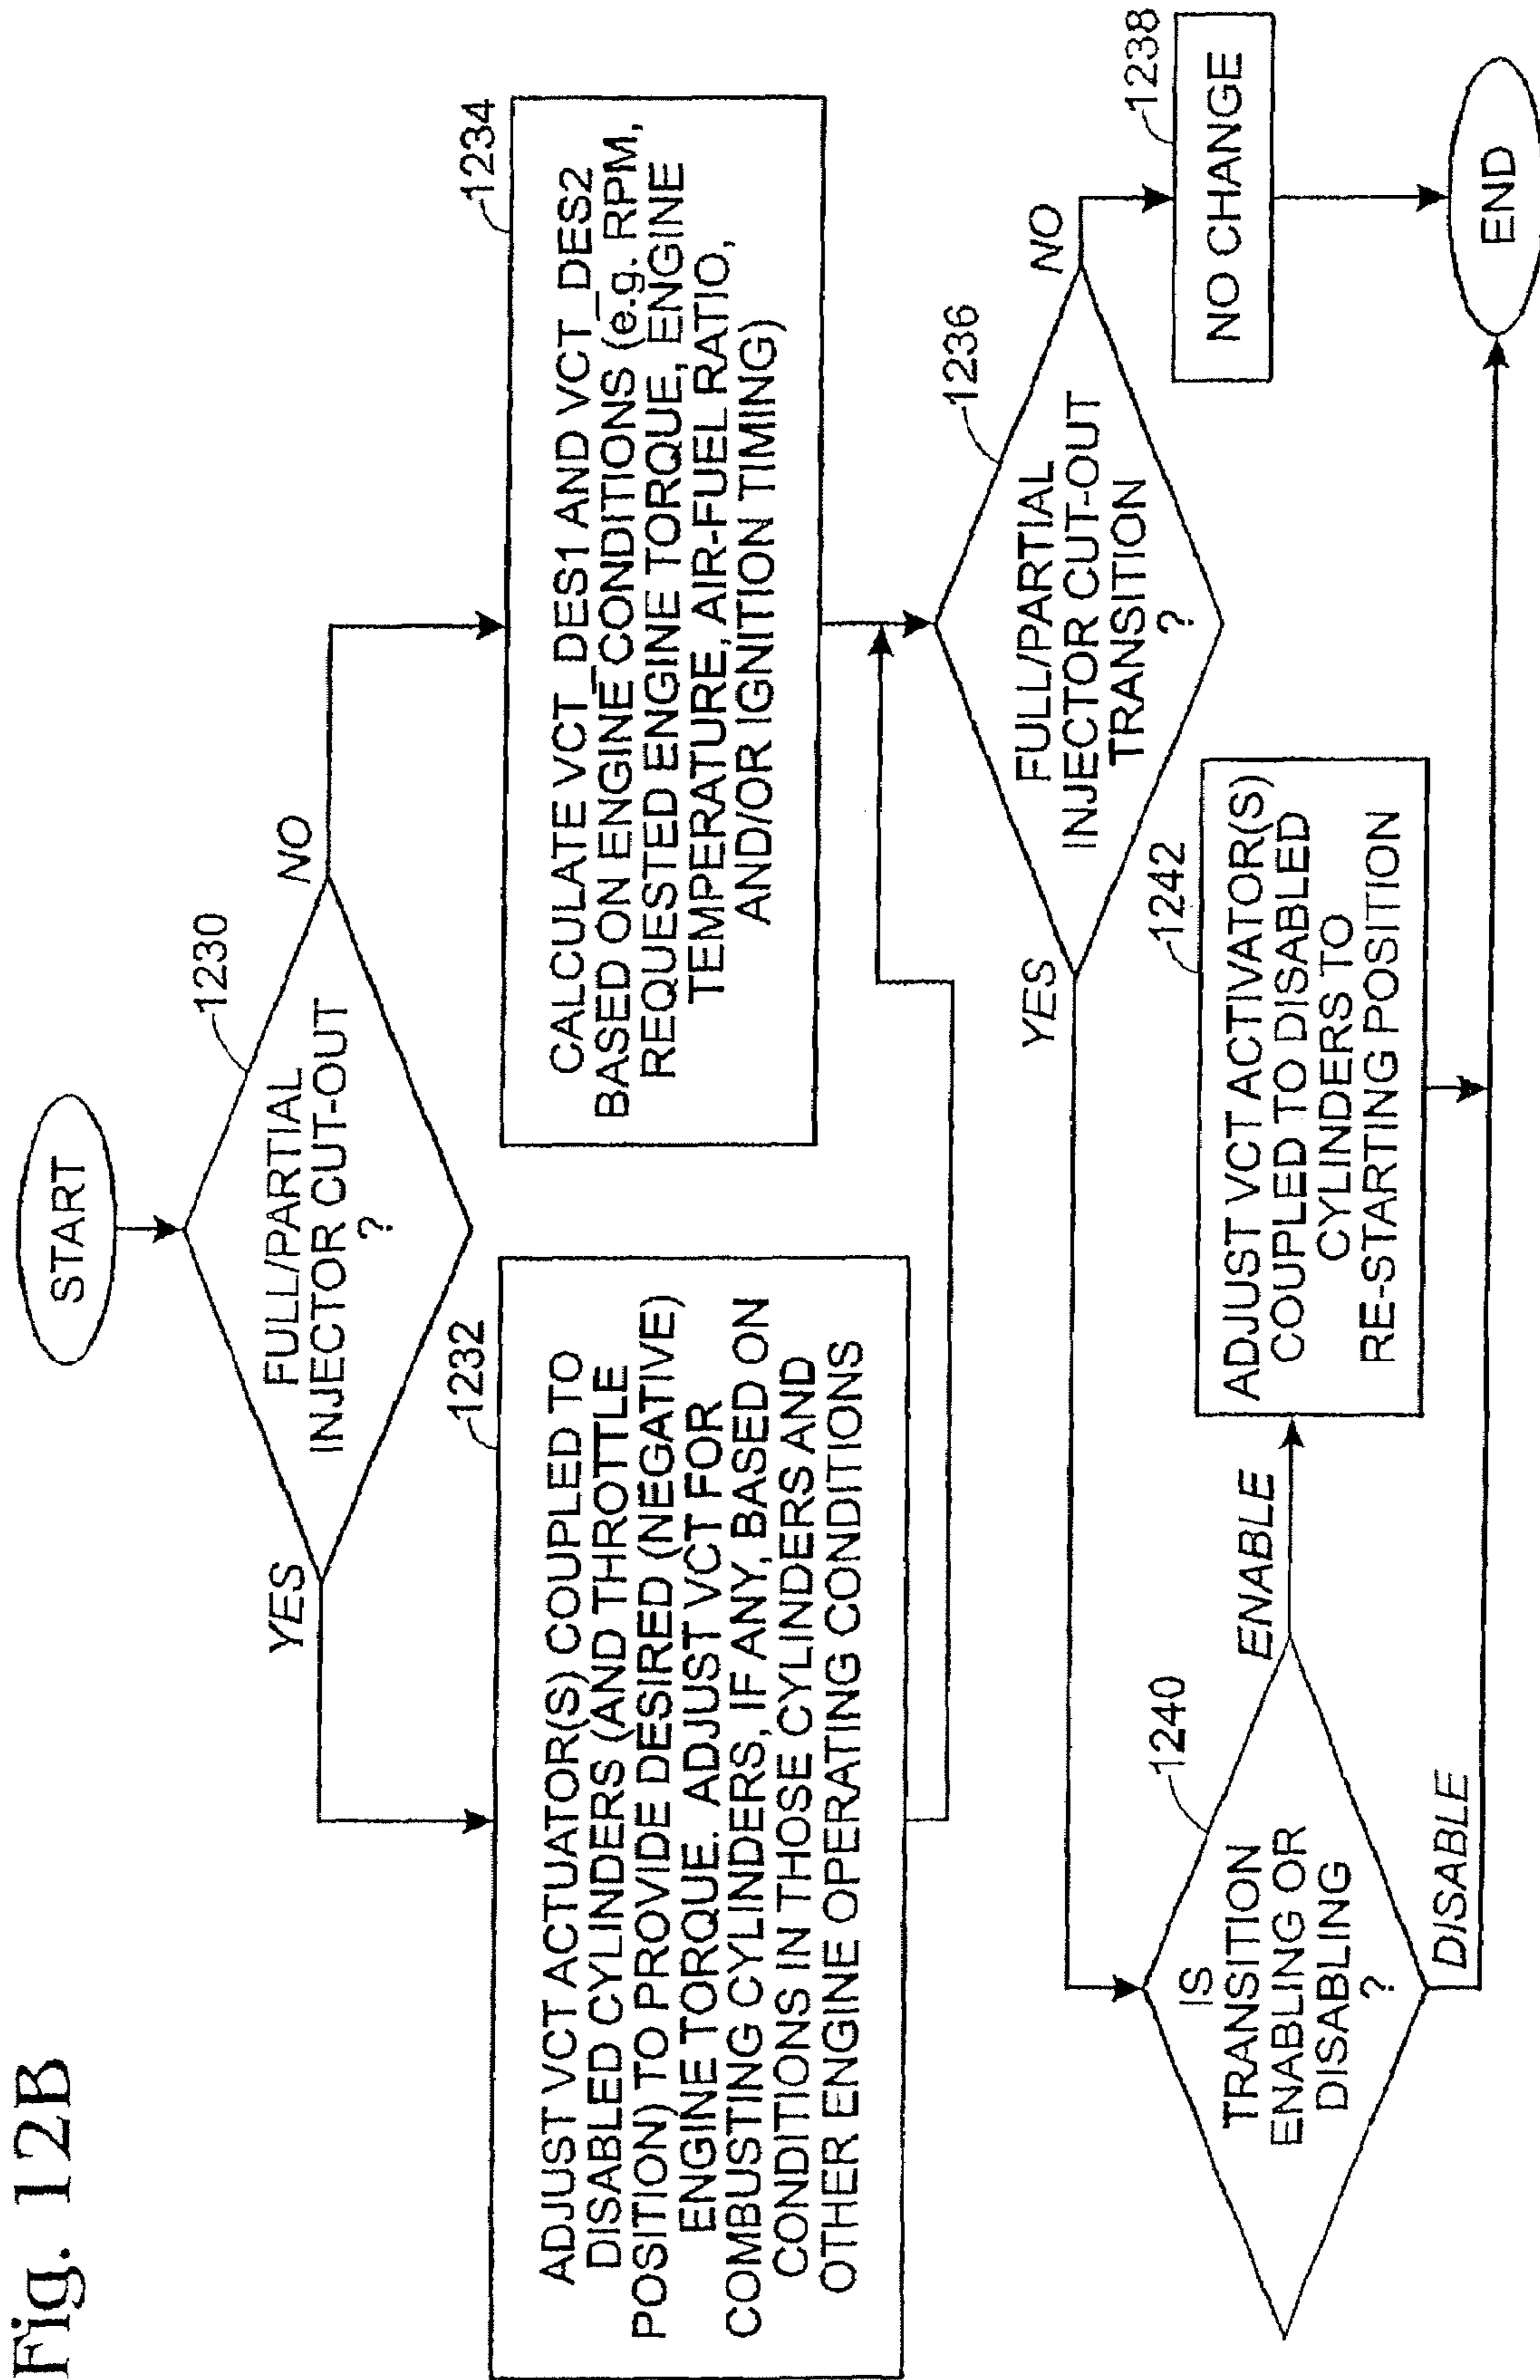 Fig. 12B
START
1230
FULL/PARTIAL
INJECTOR CUT-OUT
?
YES
NO
1232
ADJUST VCT ACTUATOR(S) COUPLED TO
DISABLED CYLINDERS (AND THROTTLE
POSITION) TO PROVIDE DESIRED (NEGATIVE)
ENGINE TORQUE. ADJUST VCT FOR
COMBUSTING CYLINDERS, IF ANY, BASED ON
CONDITIONS IN THOSE CYLINDERS AND
OTHER ENGINE OPERATING CONDITIONS
1234
CALCULATE VCT_DES1 AND VCT_DES2
BASED ON ENGINE CONDITIONS (e.g. RPM,
REQUESTED ENGINE TORQUE, ENGINE
TEMPERATURE, AIR-FUEL RATIO,
AND/OR IGNITION TIMING)
1236
FULL/PARTIAL
INJECTOR CUT-OUT
TRANSITION
?
YES
NO
1238
NO CHANGE
1240
IS
TRANSITION
ENABLING OR
DISABLING
?
ENABLE
DISABLE
1242
ADJUST VCT ACTIVATOR(S)
COUPLED TO DISABLED
CYLINDERS TO
RE-STARTING POSITION
END